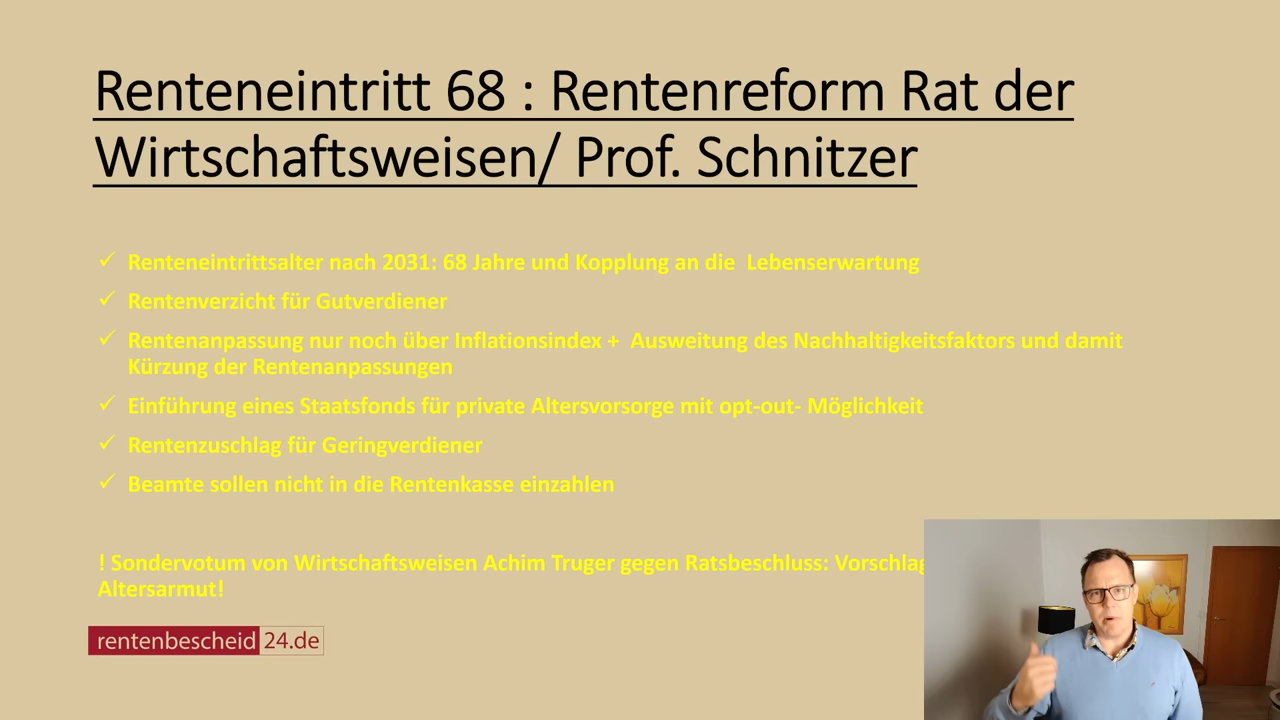 Renteneintritt 68 : Rentenreform Rat der
Wirtschaftsweisen/ Prof. Schnitzer
✓ Renteneintrittsalter nach 2031: 68 Jahre und Kopplung an die  Lebenserwartung
✓ Rentenverzicht für Gutverdiener
✓ Rentenanpassung nur noch über Inflationsindex +  Ausweitung des Nachhaltigkeitsfaktors und damit
Kürzung der Rentenanpassungen
✓ Einführung eines Staatsfonds für private Altersvorsorge mit opt-out- Möglichkeit
✓ Rentenzuschlag für Geringverdiener
✓ Beamte sollen nicht in die Rentenkasse einzahlen
! Sondervotum von Wirtschaftsweisen Achim Truger gegen Ratsbeschluss: Vorschlag
Altersarmut!
rentenbescheid 24.de